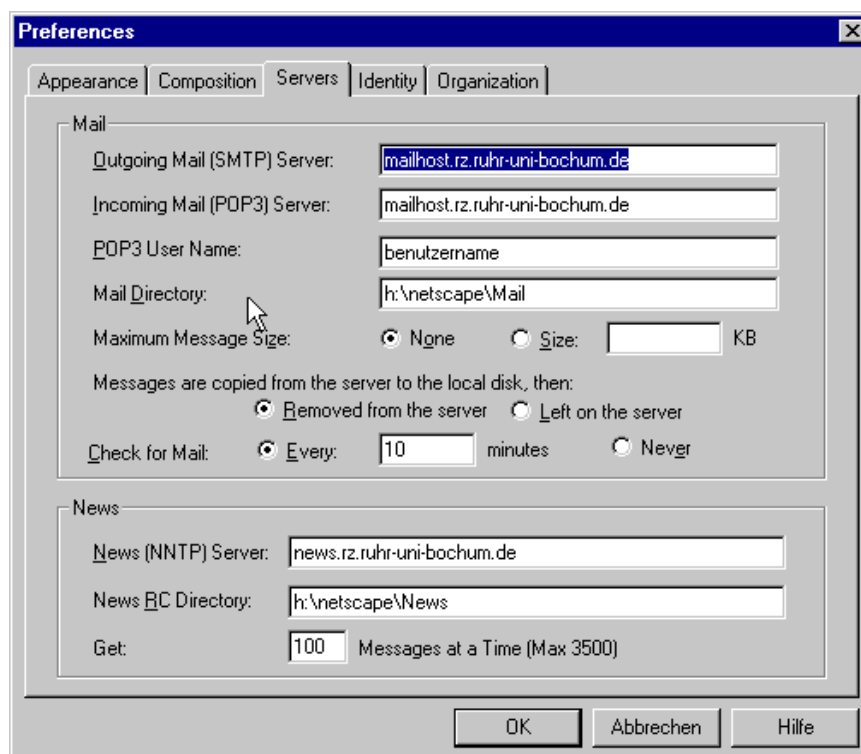 Preferences
Appearance Composition Servers Identity Organization
Mail
Outgoing Mail (SMTP) Server: mailhost.rz.ruhr-uni-bochum.de
Incoming Mail (POP3) Server: mailhost.rz.ruhr-uni-bochum.de
POP3 User Name: benutzername
Mail Directory: h:\netscape\Mail
Maximum Message Size: None Size: KB
Messages are copied from the server to the local disk, then:
Removed from the server Left on the server
Check for Mail: Every: 10 minutes Never
News
News (NNTP) Server: news.rz.ruhr-uni-bochum.de
News RC Directory: h:\netscape\News
Get: 100 Messages at a Time (Max 3500)
OK Abbrechen Hilfe